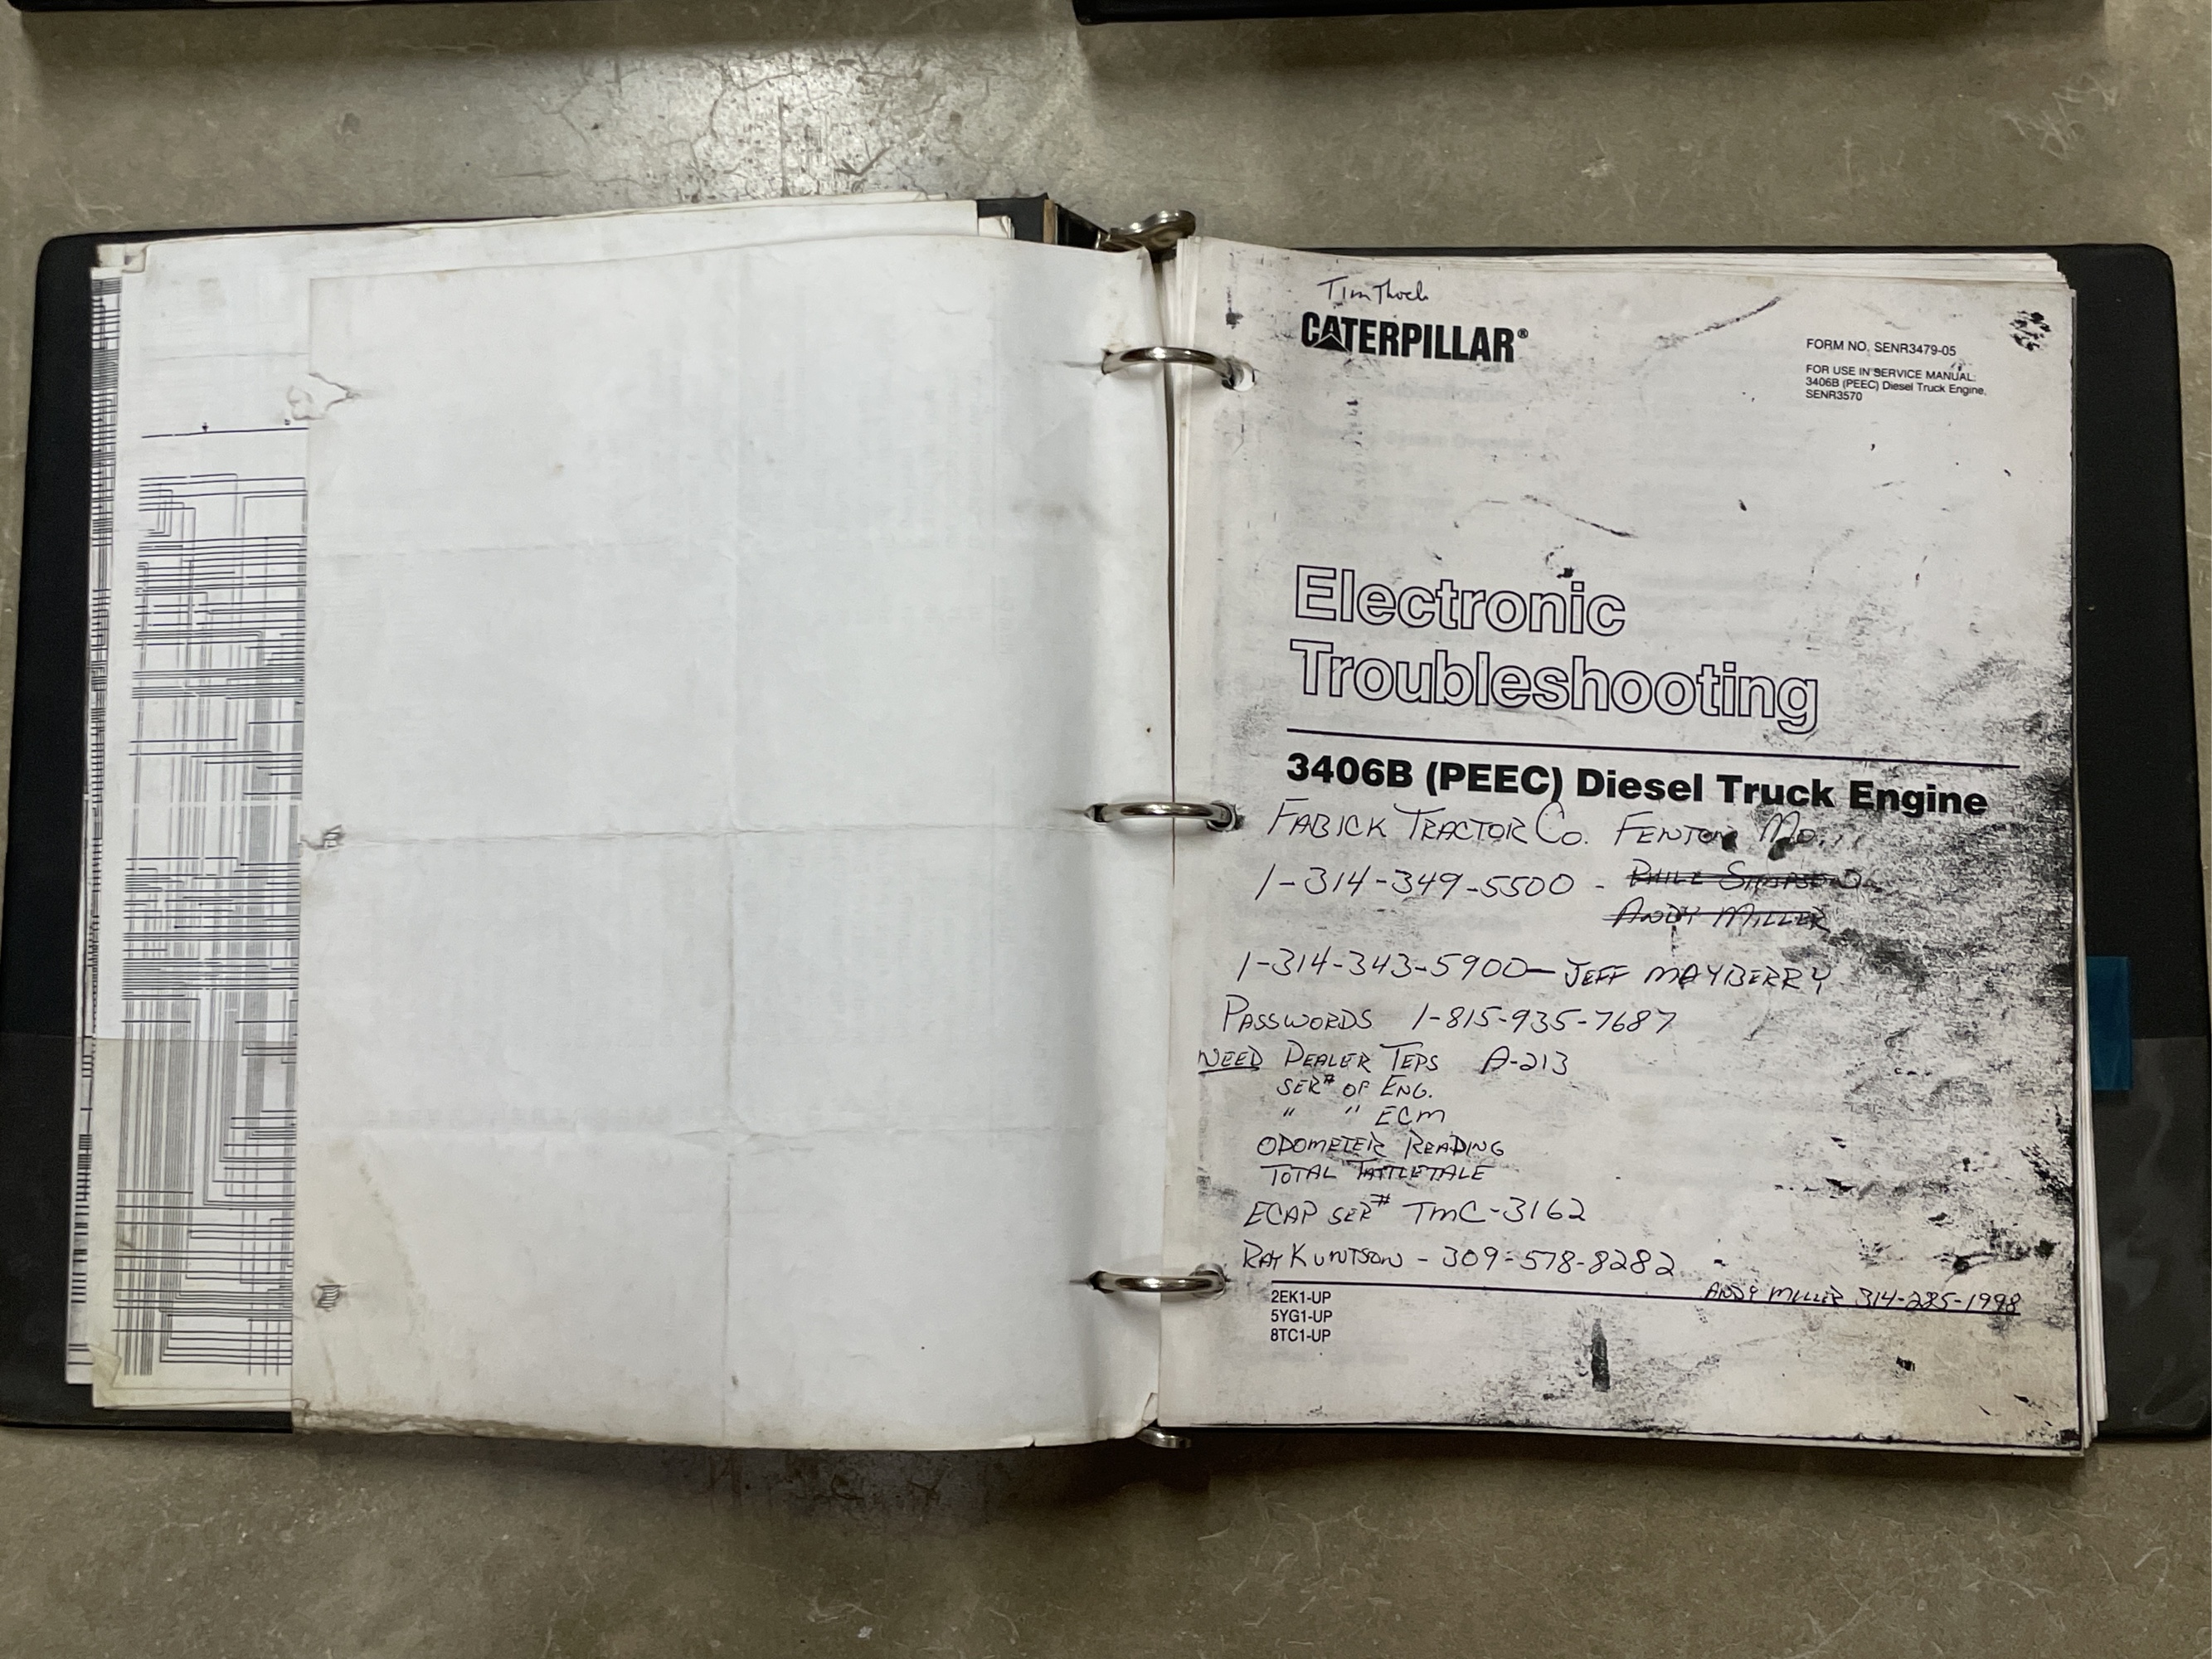 CATERPILLAR®
FORM NO. SENR3479-05
FOR USE IN SERVICE MANUAL:
3406B (PEEC) Diesel Truck Engine,
SENR3570
Electronic
Troubleshooting
3406B (PEEC) Diesel Truck Engine
FABICK TRACTOR CO. FENTON MO.
1-314-349-5500 -
ANDY MILLER
1-314-343-5900 — JEFF MAYBERRY
PASSWORDS 1-815-935-7687
NEED DEALER TEPS A-213
SER# OF ENG.
" " ECM
ODOMETER READING
TOTAL TATTLETALE
ECAP SER# TMC-3162
RAY KUNTSON - 309-578-8282
ANDY MILLER 314-285-1998
2EK1-UP
5YG1-UP
8TC1-UP